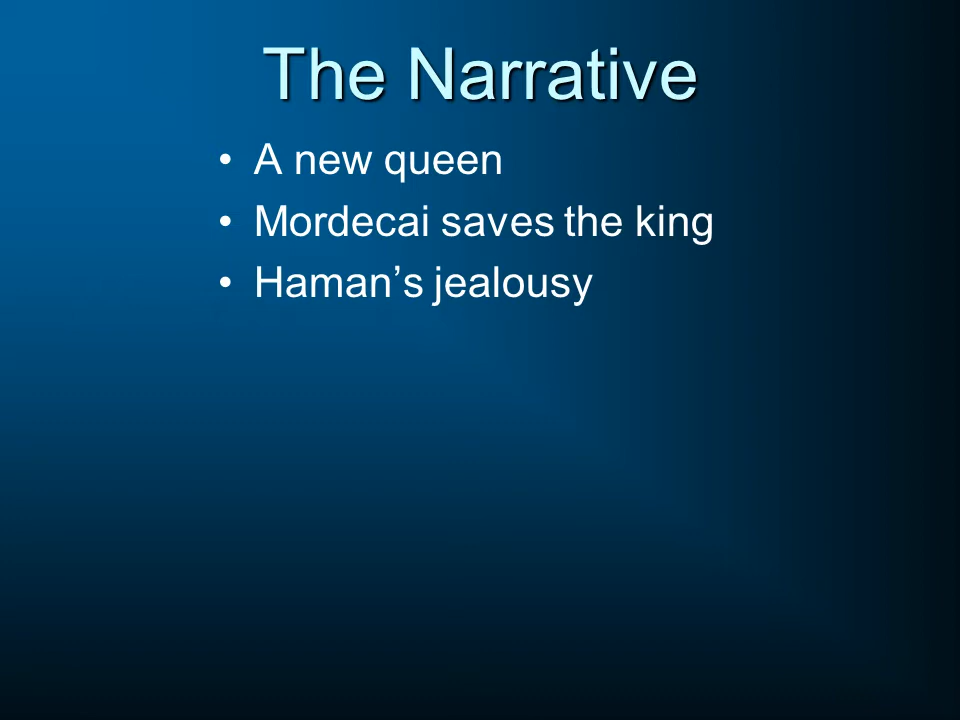 The Narrative
• A new queen
• Mordecai saves the king
• Haman’s jealousy